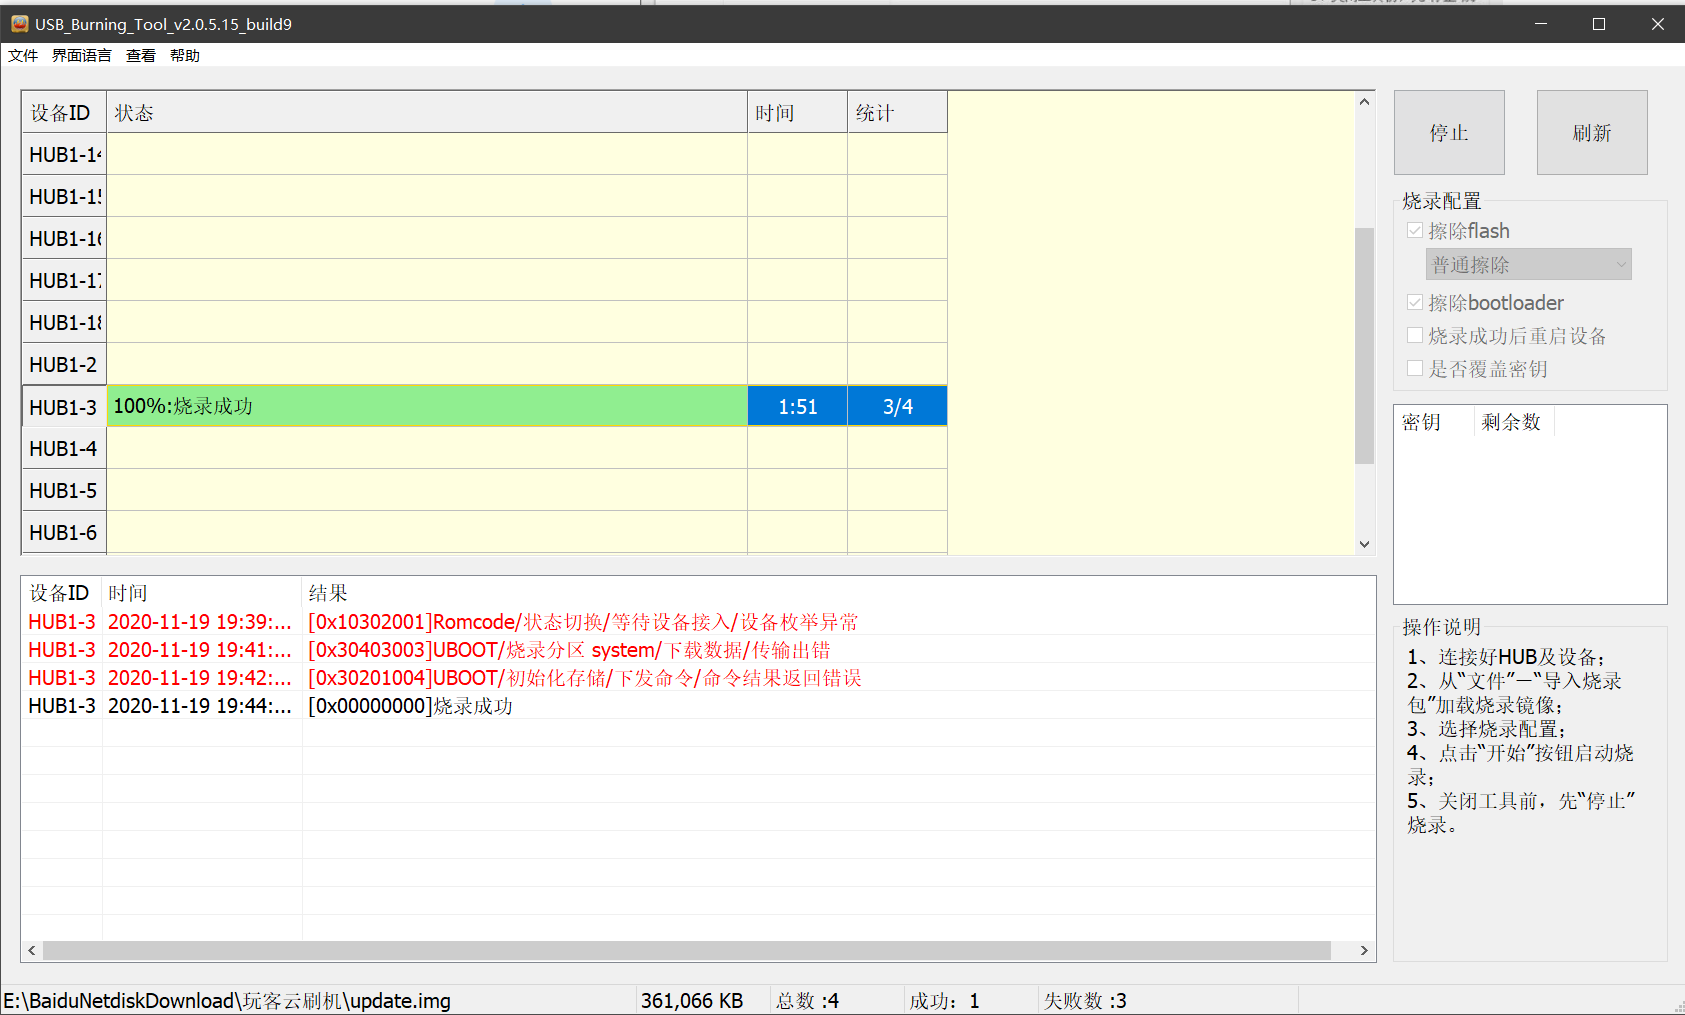 USB_Burning_Tool_v2.0.5.15_build9
文件 界面语言 查看 帮助
设备ID 状态 时间 统计
HUB1-14
HUB1-15
HUB1-16
HUB1-17
HUB1-18
HUB1-2
HUB1-3 100%:烧录成功 1:51 3/4
HUB1-4
HUB1-5
HUB1-6
停止 刷新
烧录配置
擦除flash
普通擦除
擦除bootloader
烧录成功后重启设备
是否覆盖密钥
密钥 剩余数
设备ID 时间 结果
HUB1-3 2020-11-19 19:39:... [0x10302001]Romcode/状态切换/等待设备接入/设备枚举异常
HUB1-3 2020-11-19 19:41:... [0x30403003]UBOOT/烧录分区 system/下载数据/传输出错
HUB1-3 2020-11-19 19:42:... [0x30201004]UBOOT/初始化存储/下发命令/命令结果返回错误
HUB1-3 2020-11-19 19:44:... [0x00000000]烧录成功
操作说明
1、连接好HUB及设备；
2、从“文件”—“导入烧录
包”加载烧录镜像；
3、选择烧录配置；
4、点击“开始”按钮启动烧
录；
5、关闭工具前，先“停止”
烧录。
E:\BaiduNetdiskDownload\玩客云刷机\update.img 361,066 KB 总数 :4 成功：1 失败数 :3